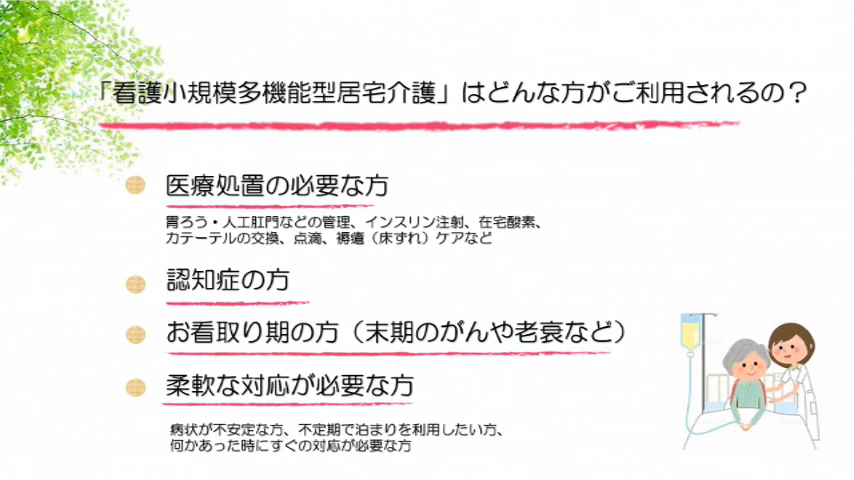 「看護小規模多機能型居宅介護」はどんな方がご利用されるの？
医療処置の必要な方
胃ろう・人工肛門などの管理、インスリン注射、在宅酸素、
カテーテルの交換、点滴、褥瘡（床ずれ）ケアなど
認知症の方
お看取り期の方（末期のがんや老衰など）
柔軟な対応が必要な方
病状が不安定な方、不定期で泊まりを利用したい方、
何かあった時にすぐの対応が必要な方